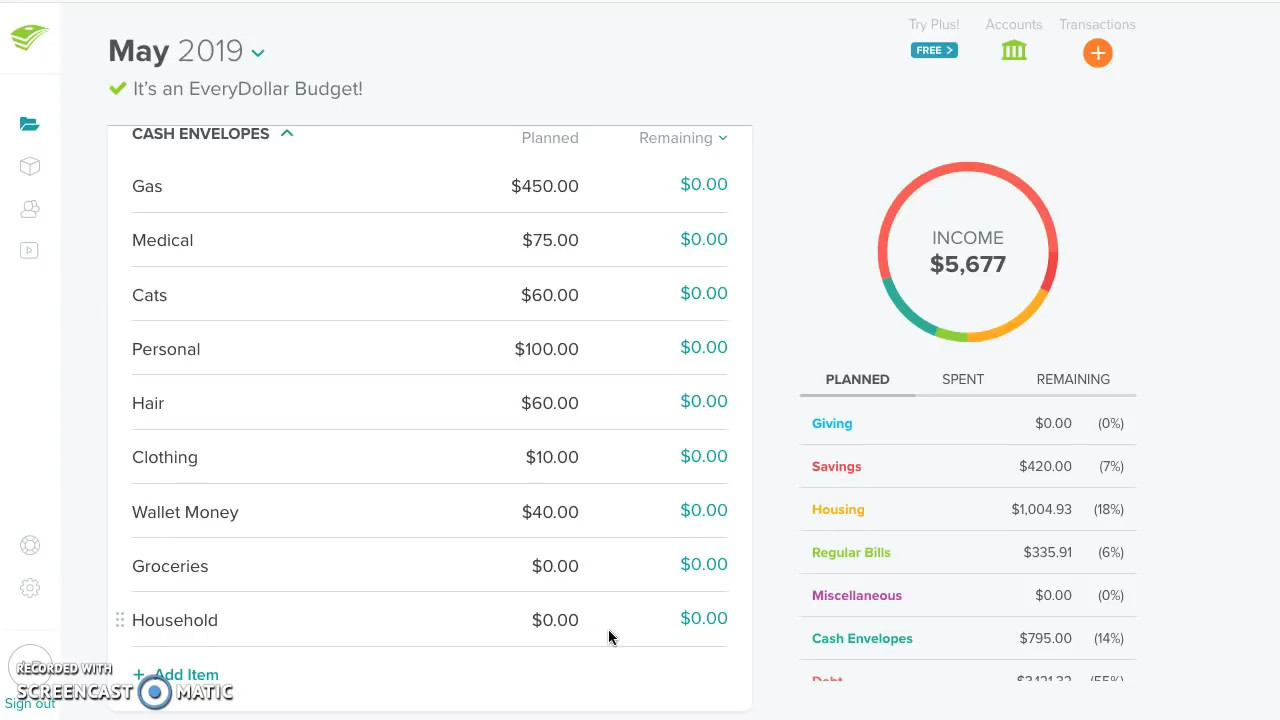 May 2019
It's an EveryDollar Budget!
Try Plus! Accounts Transactions
FREE >
CASH ENVELOPES Planned Remaining
Gas $450.00 $0.00
Medical $75.00 $0.00
Cats $60.00 $0.00
Personal $100.00 $0.00
Hair $60.00 $0.00
Clothing $10.00 $0.00
Wallet Money $40.00 $0.00
Groceries $0.00 $0.00
Household $0.00 $0.00
+ Add Item
INCOME
$5,677
PLANNED SPENT REMAINING
Giving $0.00 (0%)
Savings $420.00 (7%)
Housing $1,004.93 (18%)
Regular Bills $335.91 (6%)
Miscellaneous $0.00 (0%)
Cash Envelopes $795.00 (14%)
Debt $3,121.32 (55%)
RECORDED WITH
SCREENCAST MATIC
Sign out